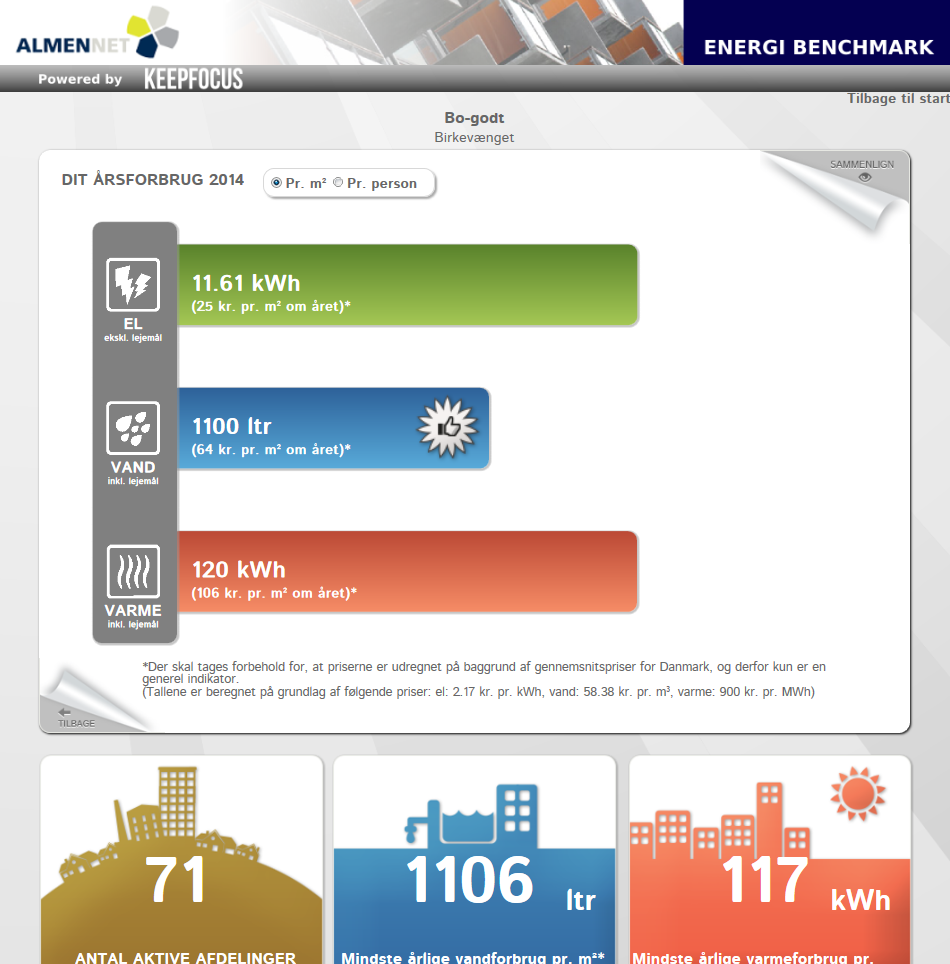 ALMENNET
ENERGI BENCHMARK
Powered by KEEPFOCUS
Tilbage til start
Bo-godt
Birkevænget
DIT ÅRSFORBRUG 2014
Pr. m² Pr. person
SAMMENLIGN
EL
ekskl. lejemål
11.61 kWh
(25 kr. pr. m² om året)*
VAND
inkl. lejemål
1100 ltr
(64 kr. pr. m² om året)*
VARME
inkl. lejemål
120 kWh
(106 kr. pr. m² om året)*
*Der skal tages forbehold for, at priserne er udregnet på baggrund af gennemsnitspriser for Danmark, og derfor kun er en
generel indikator.
(Tallene er beregnet på grundlag af følgende priser: el: 2.17 kr. pr. kWh, vand: 58.38 kr. pr. m³, varme: 900 kr. pr. MWh)
TILBAGE
71
ANTAL AKTIVE AFDELINGER
1106 ltr
Mindste årlige vandforbrug pr. m²*
117 kWh
Mindste årlige varmeforbrug pr.